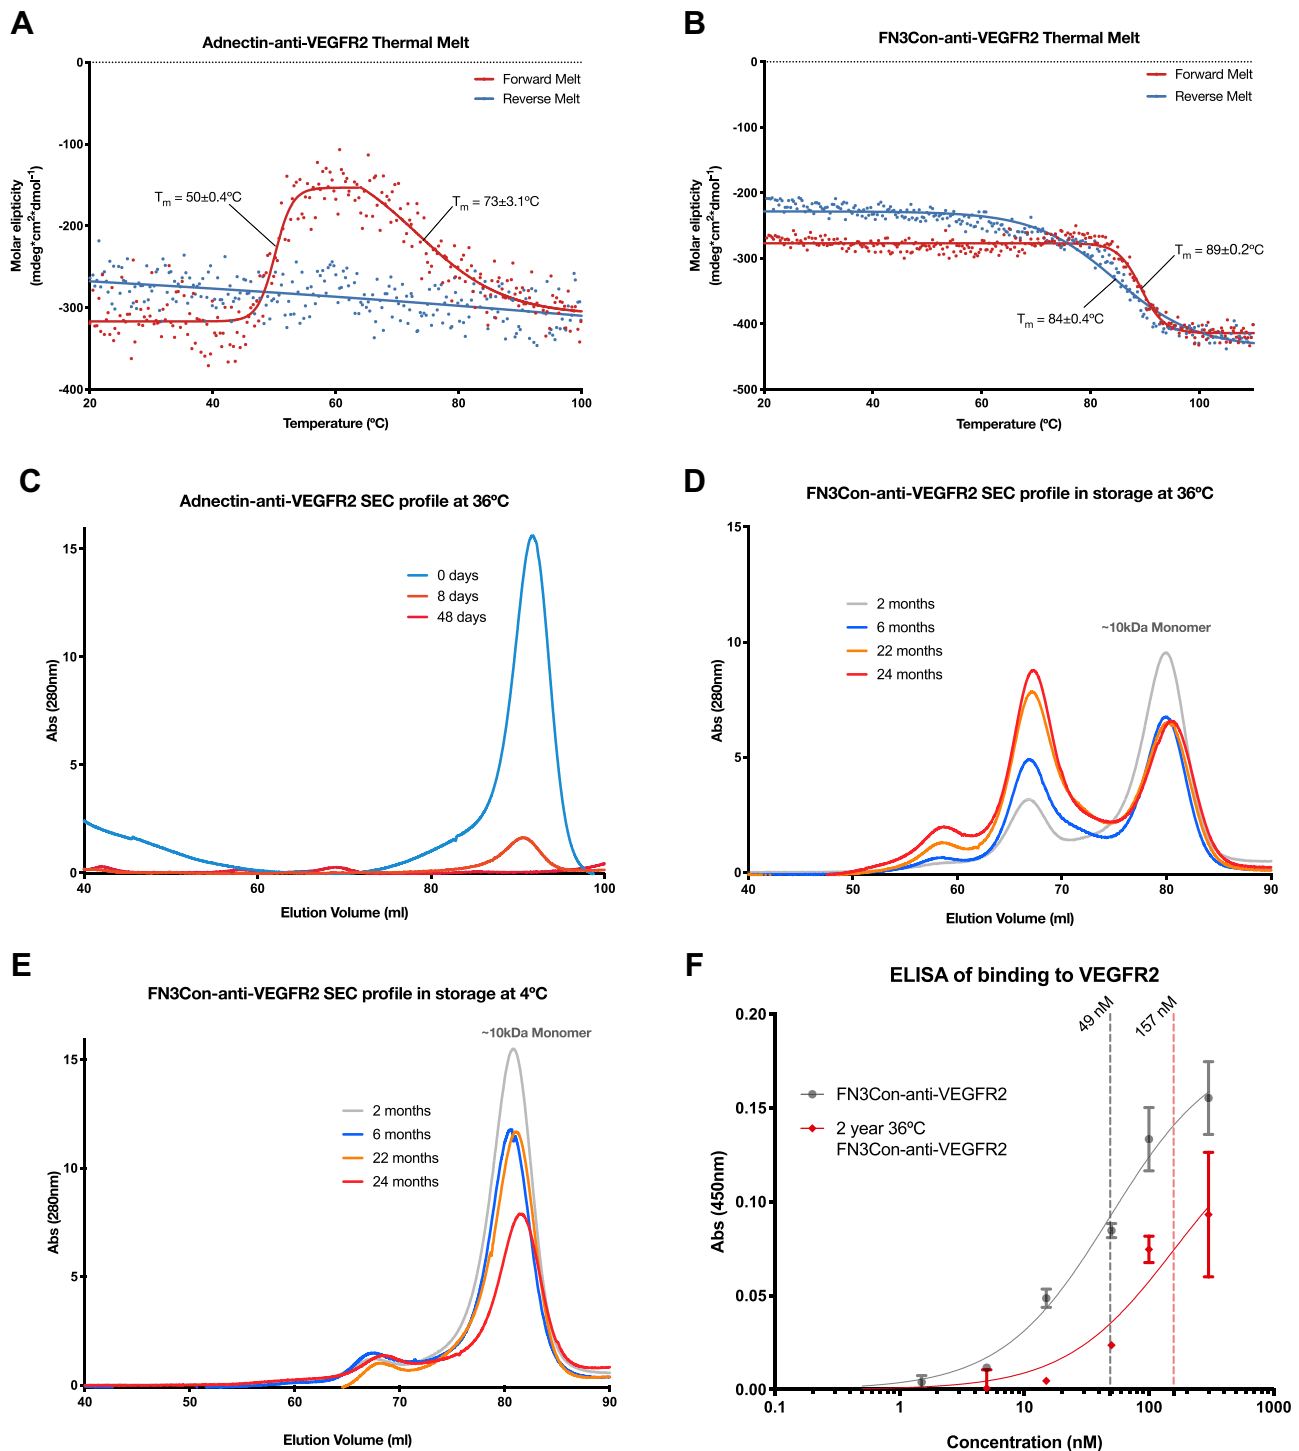 A
Adnectin-anti-VEGFR2 Thermal Melt
Forward Melt
Reverse Melt
0
-100
-200
-300
-400
Molar elipticity
(mdeg*cm2*dmol-1)
Tm = 50±0.4ºC
Tm = 73±3.1ºC
20
40
60
80
100
Temperature (ºC)
B
FN3Con-anti-VEGFR2 Thermal Melt
Forward Melt
Reverse Melt
0
-100
-200
-300
-400
-500
Molar elipticity
(mdeg*cm2*dmol-1)
Tm = 89±0.2ºC
Tm = 84±0.4ºC
20
40
60
80
100
Temperature (ºC)
C
Adnectin-anti-VEGFR2 SEC profile at 36ºC
0 days
8 days
48 days
15
10
5
0
Abs (280nm)
40
60
80
100
Elution Volume (ml)
D
FN3Con-anti-VEGFR2 SEC profile in storage at 36ºC
2 months
6 months
22 months
24 months
~10kDa Monomer
15
10
5
0
Abs (280nm)
40
50
60
70
80
90
Elution Volume (ml)
E
FN3Con-anti-VEGFR2 SEC profile in storage at 4ºC
~10kDa Monomer
2 months
6 months
22 months
24 months
15
10
5
0
Abs (280nm)
40
50
60
70
80
90
Elution Volume (ml)
F
ELISA of binding to VEGFR2
49 nM
157 nM
FN3Con-anti-VEGFR2
2 year 36ºC
FN3Con-anti-VEGFR2
0.20
0.15
0.10
0.05
0.00
Abs (450nm)
0.1
1
10
100
1000
Concentration (nM)